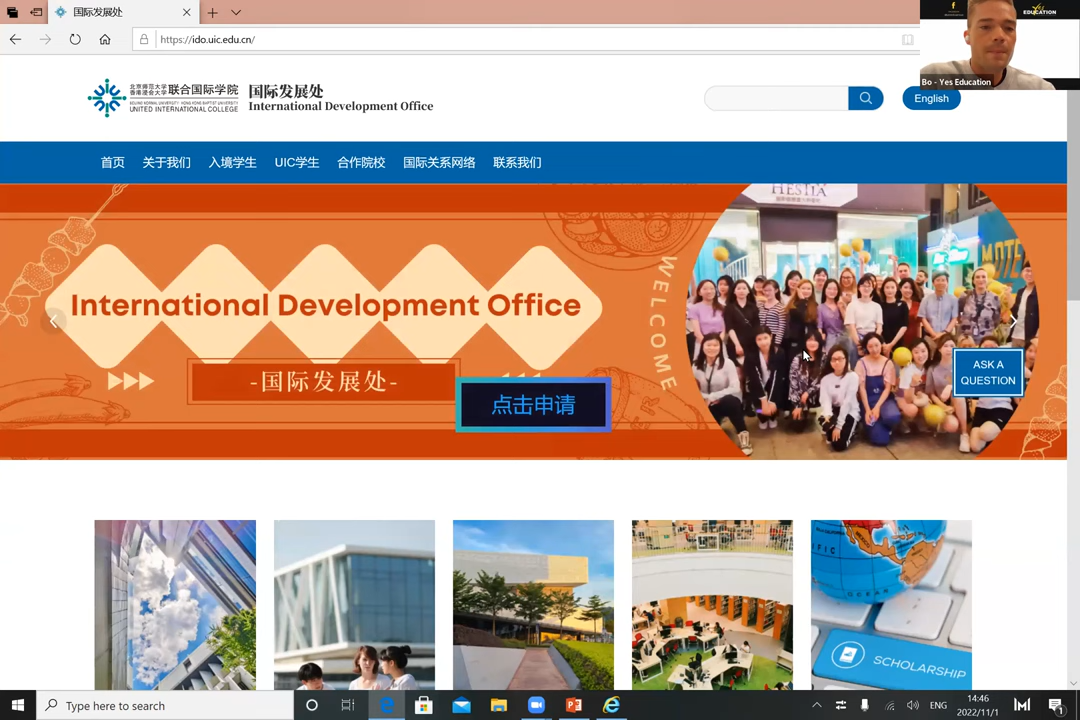 国际发展处
https://ido.uic.edu.cn/
EDUCATION
Bo - Yes Education
北京师范大学
香港浸会大学
联合国际学院
BEIJING NORMAL UNIVERSITY · HONG KONG BAPTIST UNIVERSITY
UNITED INTERNATIONAL COLLEGE
国际发展处
International Development Office
English
首页
关于我们
入境学生
UIC学生
合作院校
国际关系网络
联系我们
International Development Office
-国际发展处-
点击申请
WELCOME
HESTIA
MOTE
ASK A
QUESTION
OCEAN
SCHOLARSHIP
Type here to search
ENG
14:46
2022/11/1
1